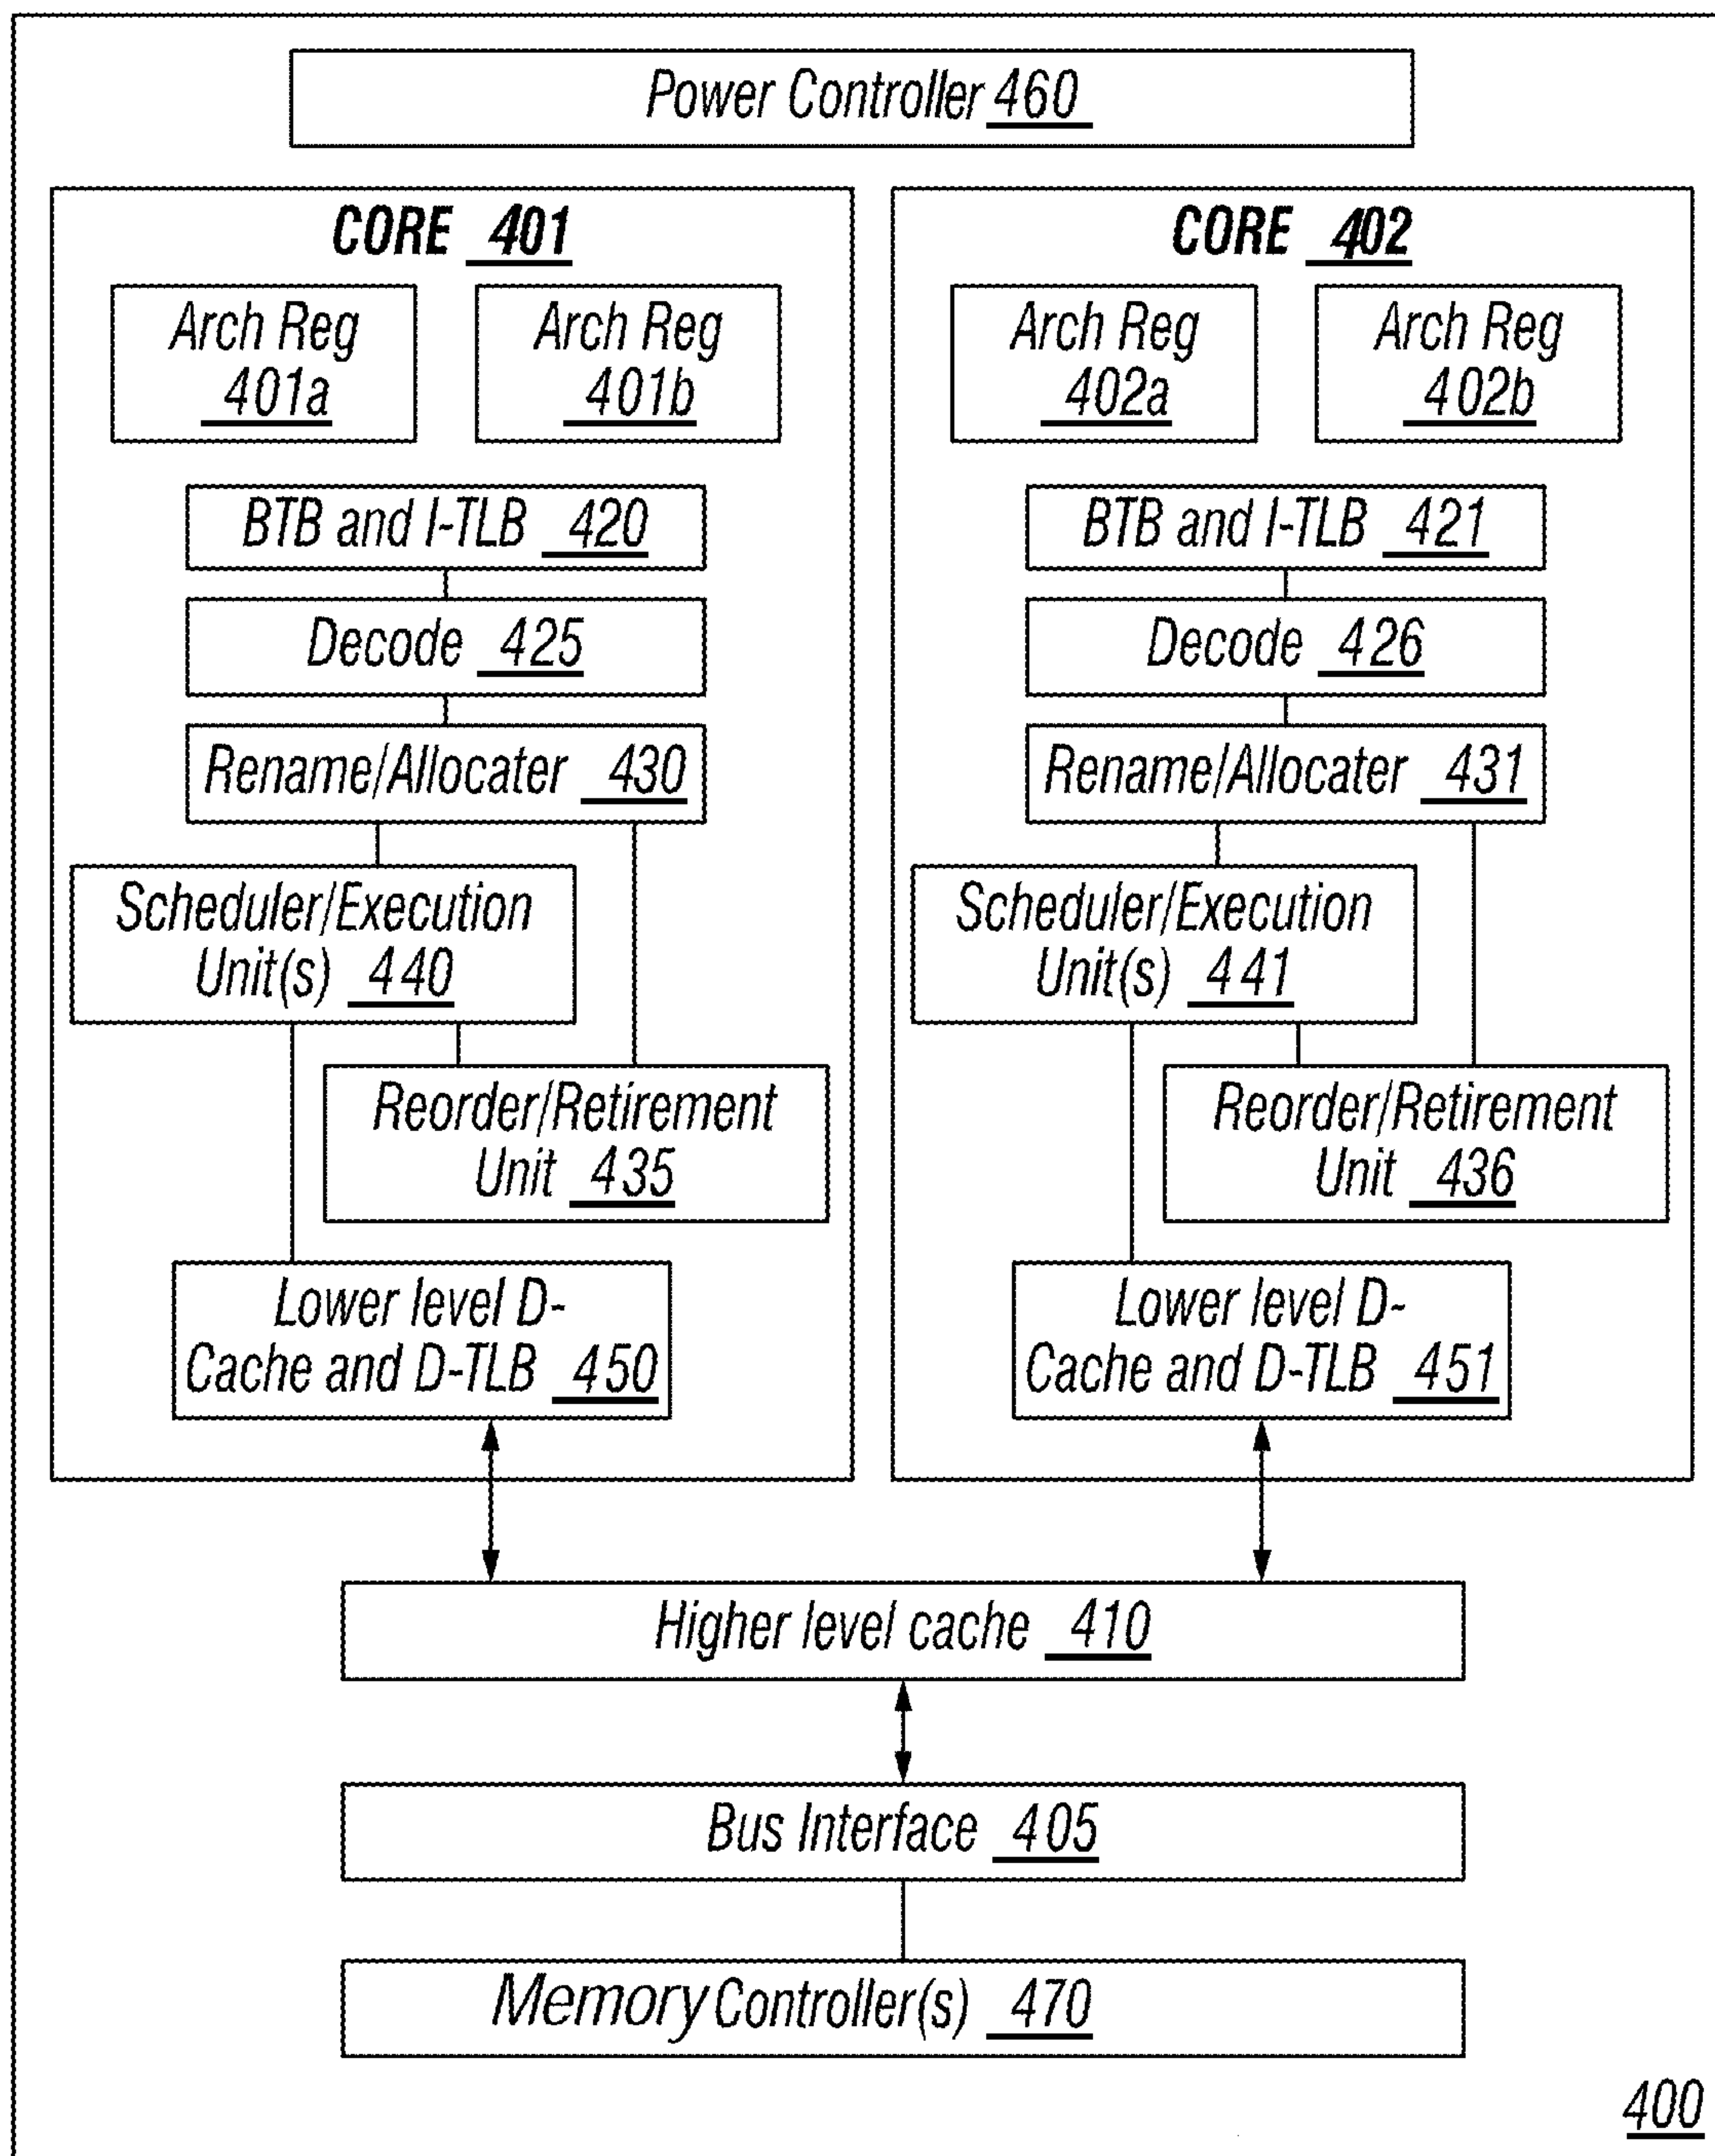 Power Controller 460
CORE 401
Arch Reg
401a
Arch Reg
401b
BTB and I-TLB 420
Decode 425
Rename/Allocater 430
Scheduler/Execution
Unit(s) 440
Reorder/Retirement
Unit 435
Lower level D-
Cache and D-TLB 450
CORE 402
Arch Reg
402a
Arch Reg
402b
BTB and I-TLB 421
Decode 426
Rename/Allocater 431
Scheduler/Execution
Unit(s) 441
Reorder/Retirement
Unit 436
Lower level D-
Cache and D-TLB 451
Higher level cache 410
Bus Interface 405
Memory Controller(s) 470
400